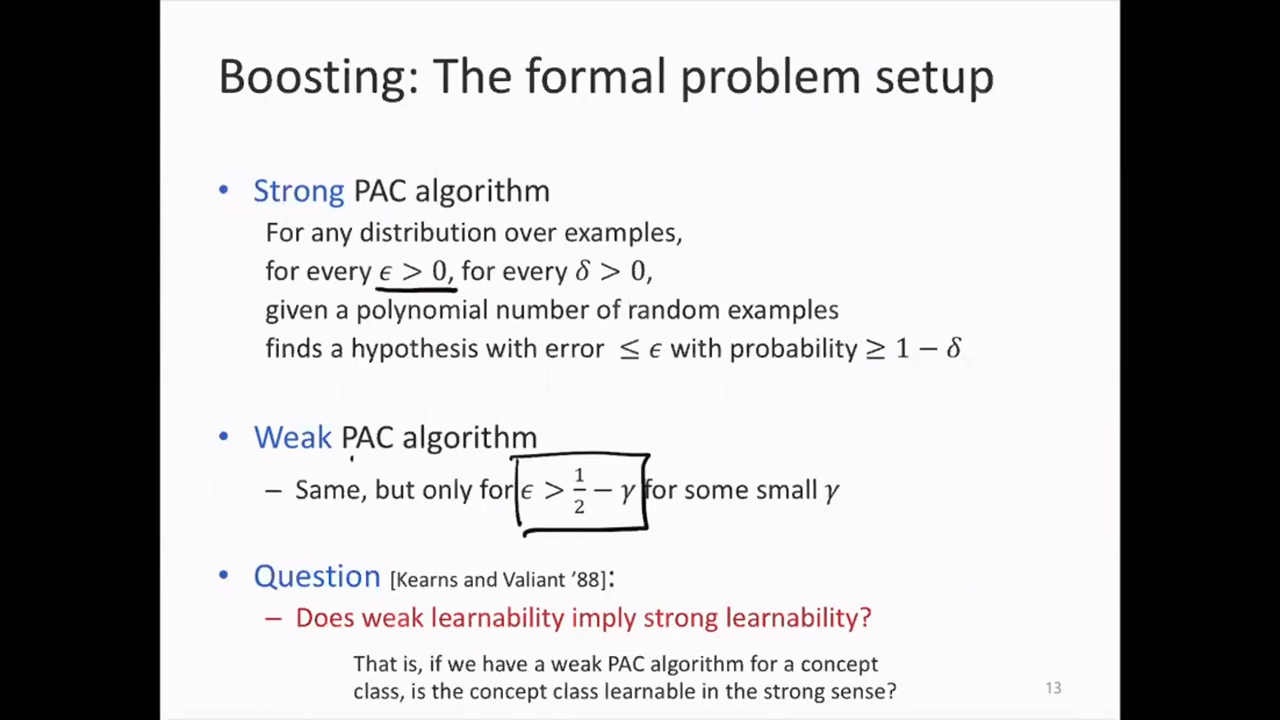 Boosting: The formal problem setup
• Strong PAC algorithm
For any distribution over examples,
for every ϵ > 0, for every δ > 0,
given a polynomial number of random examples
finds a hypothesis with error ≤ ϵ with probability ≥ 1 − δ
• Weak PAC algorithm
– Same, but only for ϵ > 1/2 − γ for some small γ
• Question [Kearns and Valiant '88]:
– Does weak learnability imply strong learnability?
That is, if we have a weak PAC algorithm for a concept
class, is the concept class learnable in the strong sense?
13